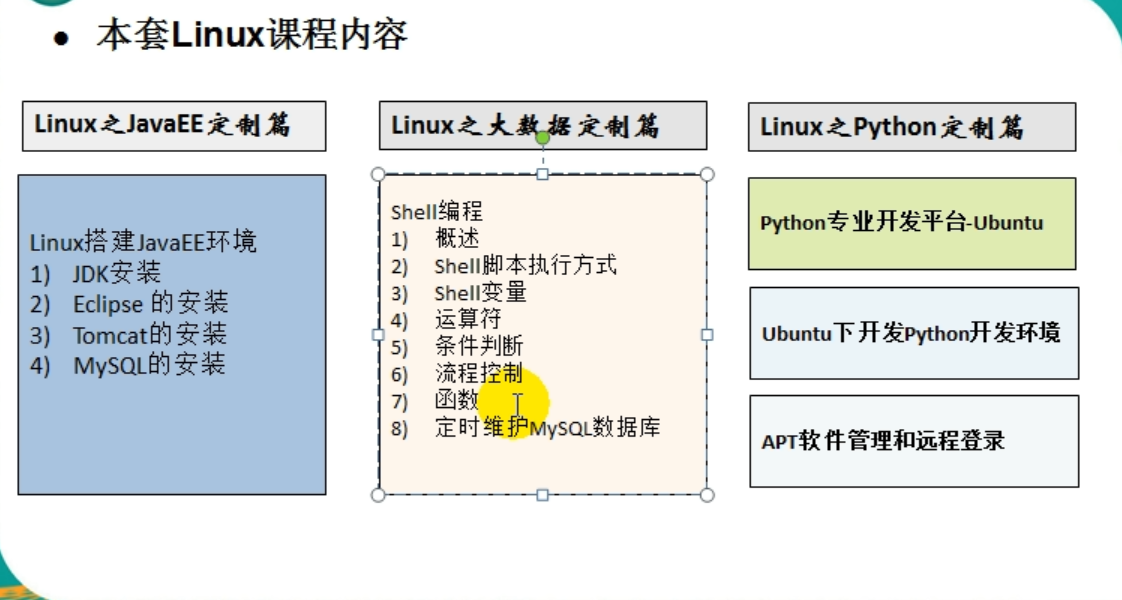 本套Linux课程内容
Linux之JavaEE定制篇
Linux搭建JavaEE环境
1) JDK安装
2) Eclipse 的安装
3) Tomcat的安装
4) MySQL的安装
Linux之大数据定制篇
Shell编程
1) 概述
2) Shell脚本执行方式
3) Shell变量
4) 运算符
5) 条件判断
6) 流程控制
7) 函数
8) 定时维护MySQL数据库
Linux之Python定制篇
Python专业开发平台-Ubuntu
Ubuntu下开发Python开发环境
APT软件管理和远程登录